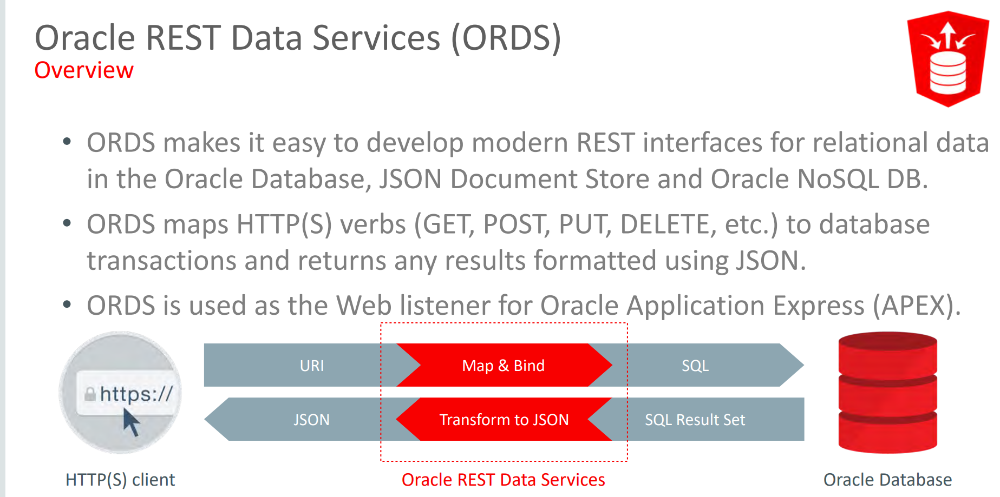 Oracle REST Data Services (ORDS)
Overview
• ORDS makes it easy to develop modern REST interfaces for relational data
in the Oracle Database, JSON Document Store and Oracle NoSQL DB.
• ORDS maps HTTP(S) verbs (GET, POST, PUT, DELETE, etc.) to database
transactions and returns any results formatted using JSON.
• ORDS is used as the Web listener for Oracle Application Express (APEX).
URI
Map & Bind
SQL
https://
JSON
Transform to JSON
SQL Result Set
HTTP(S) client
Oracle REST Data Services
Oracle Database